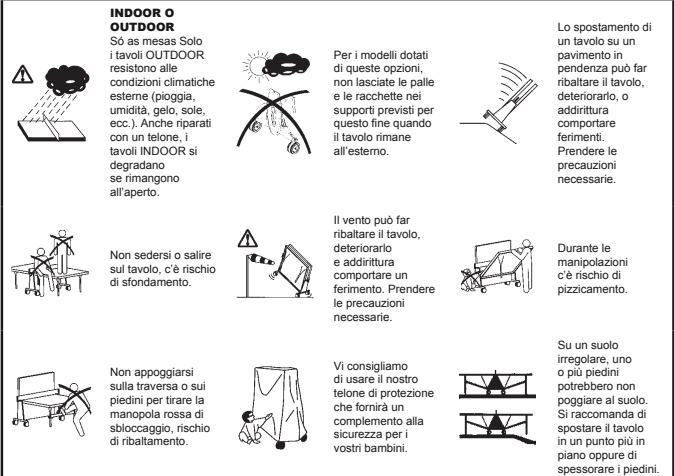 INDOOR O
OUTDOOR
Só as mesas Solo
i tavoli OUTDOOR
resistono alle
condizioni climatiche
esterne (pioggia,
umidità, gelo, sole,
ecc.). Anche riparati
con un telone, i
tavoli INDOOR si
degradano
se rimangono
all'aperto.
Per i modelli dotati
di queste opzioni,
non lasciate le palle
e le racchette nei
supporti previsti per
questo fine quando
il tavolo rimane
all'esterno.
Lo spostamento di
un tavolo su un
pavimento in
pendenza può far
ribaltare il tavolo,
deteriorarlo, o
addirittura
comportare
ferimenti.
Prendere le
precauzioni
necessarie.
Non sedersi o salire
sul tavolo, c'è rischio
di sfondamento.
Il vento può far
ribaltare il tavolo,
deteriorarlo
e addirittura
comportare un
ferimento. Prendere
le precauzioni
necessarie.
Durante le
manipolazioni
c'è rischio di
pizzicamento.
Non appoggiarsi
sulla traversa o sui
piedini per tirare la
manopola rossa di
sbloccaggio, rischio
di ribaltamento.
Vi consigliamo
di usare il nostro
telone di protezione
che fornirà un
complemento alla
sicurezza per i
vostri bambini.
Su un suolo
irregolare, uno
o più piedini
potrebbero non
poggiare al suolo.
Si raccomanda di
spostare il tavolo
in un punto più in
piano oppure di
spessorare i piedini.